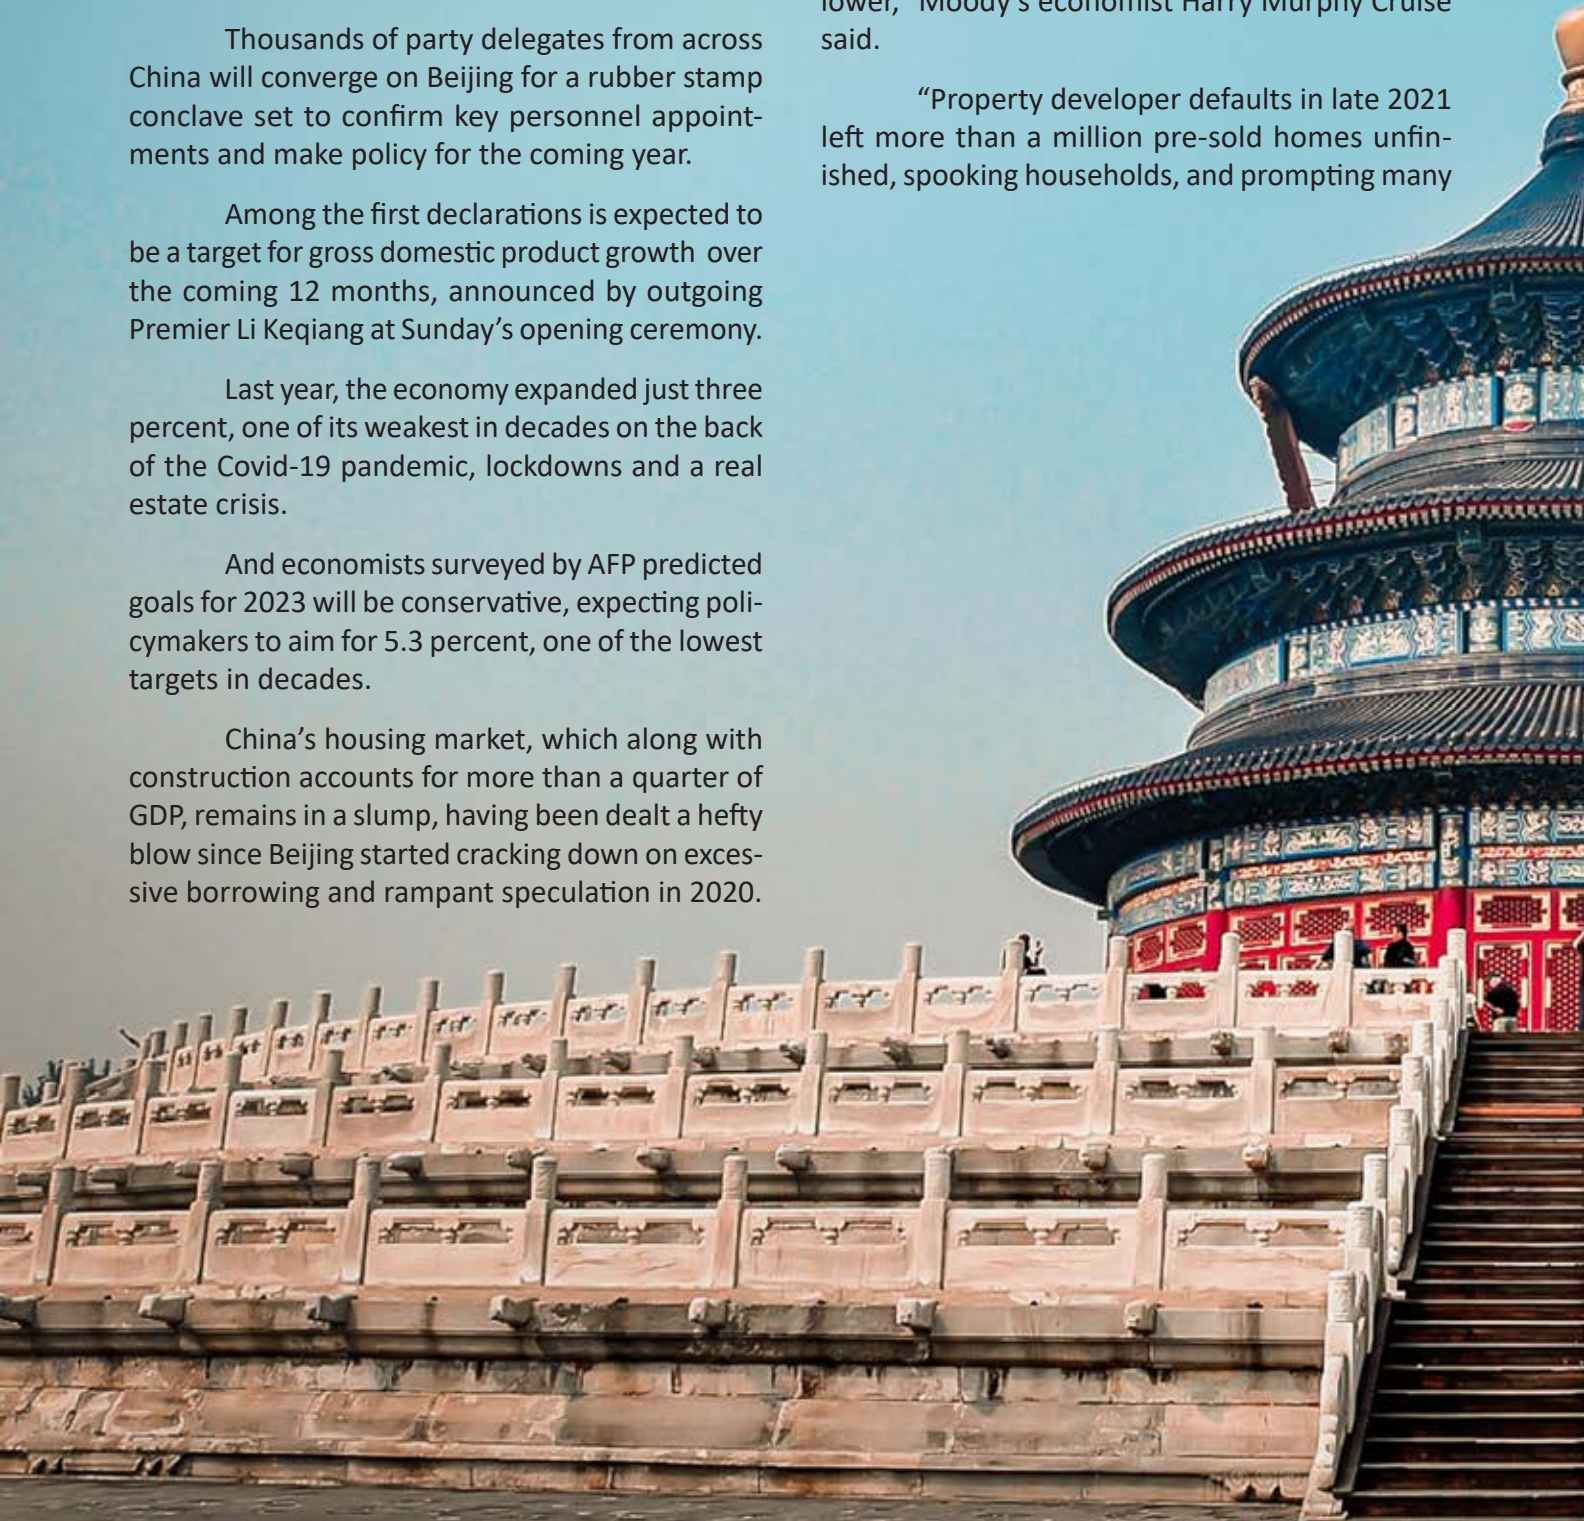 Thousands of party delegates from across
China will converge on Beijing for a rubber stamp
conclave set to confirm key personnel appoint-
ments and make policy for the coming year.
Among the first declarations is expected to
be a target for gross domestic product growth over
the coming 12 months, announced by outgoing
Premier Li Keqiang at Sunday’s opening ceremony.
Last year, the economy expanded just three
percent, one of its weakest in decades on the back
of the Covid-19 pandemic, lockdowns and a real
estate crisis.
And economists surveyed by AFP predicted
goals for 2023 will be conservative, expecting poli-
cymakers to aim for 5.3 percent, one of the lowest
targets in decades.
China’s housing market, which along with
construction accounts for more than a quarter of
GDP, remains in a slump, having been dealt a hefty
blow since Beijing started cracking down on exces-
sive borrowing and rampant speculation in 2020.
lower,” Moody’s economist Harry Murphy Cruise
said.
“Property developer defaults in late 2021
left more than a million pre-sold homes unfin-
ished, spooking households, and prompting many